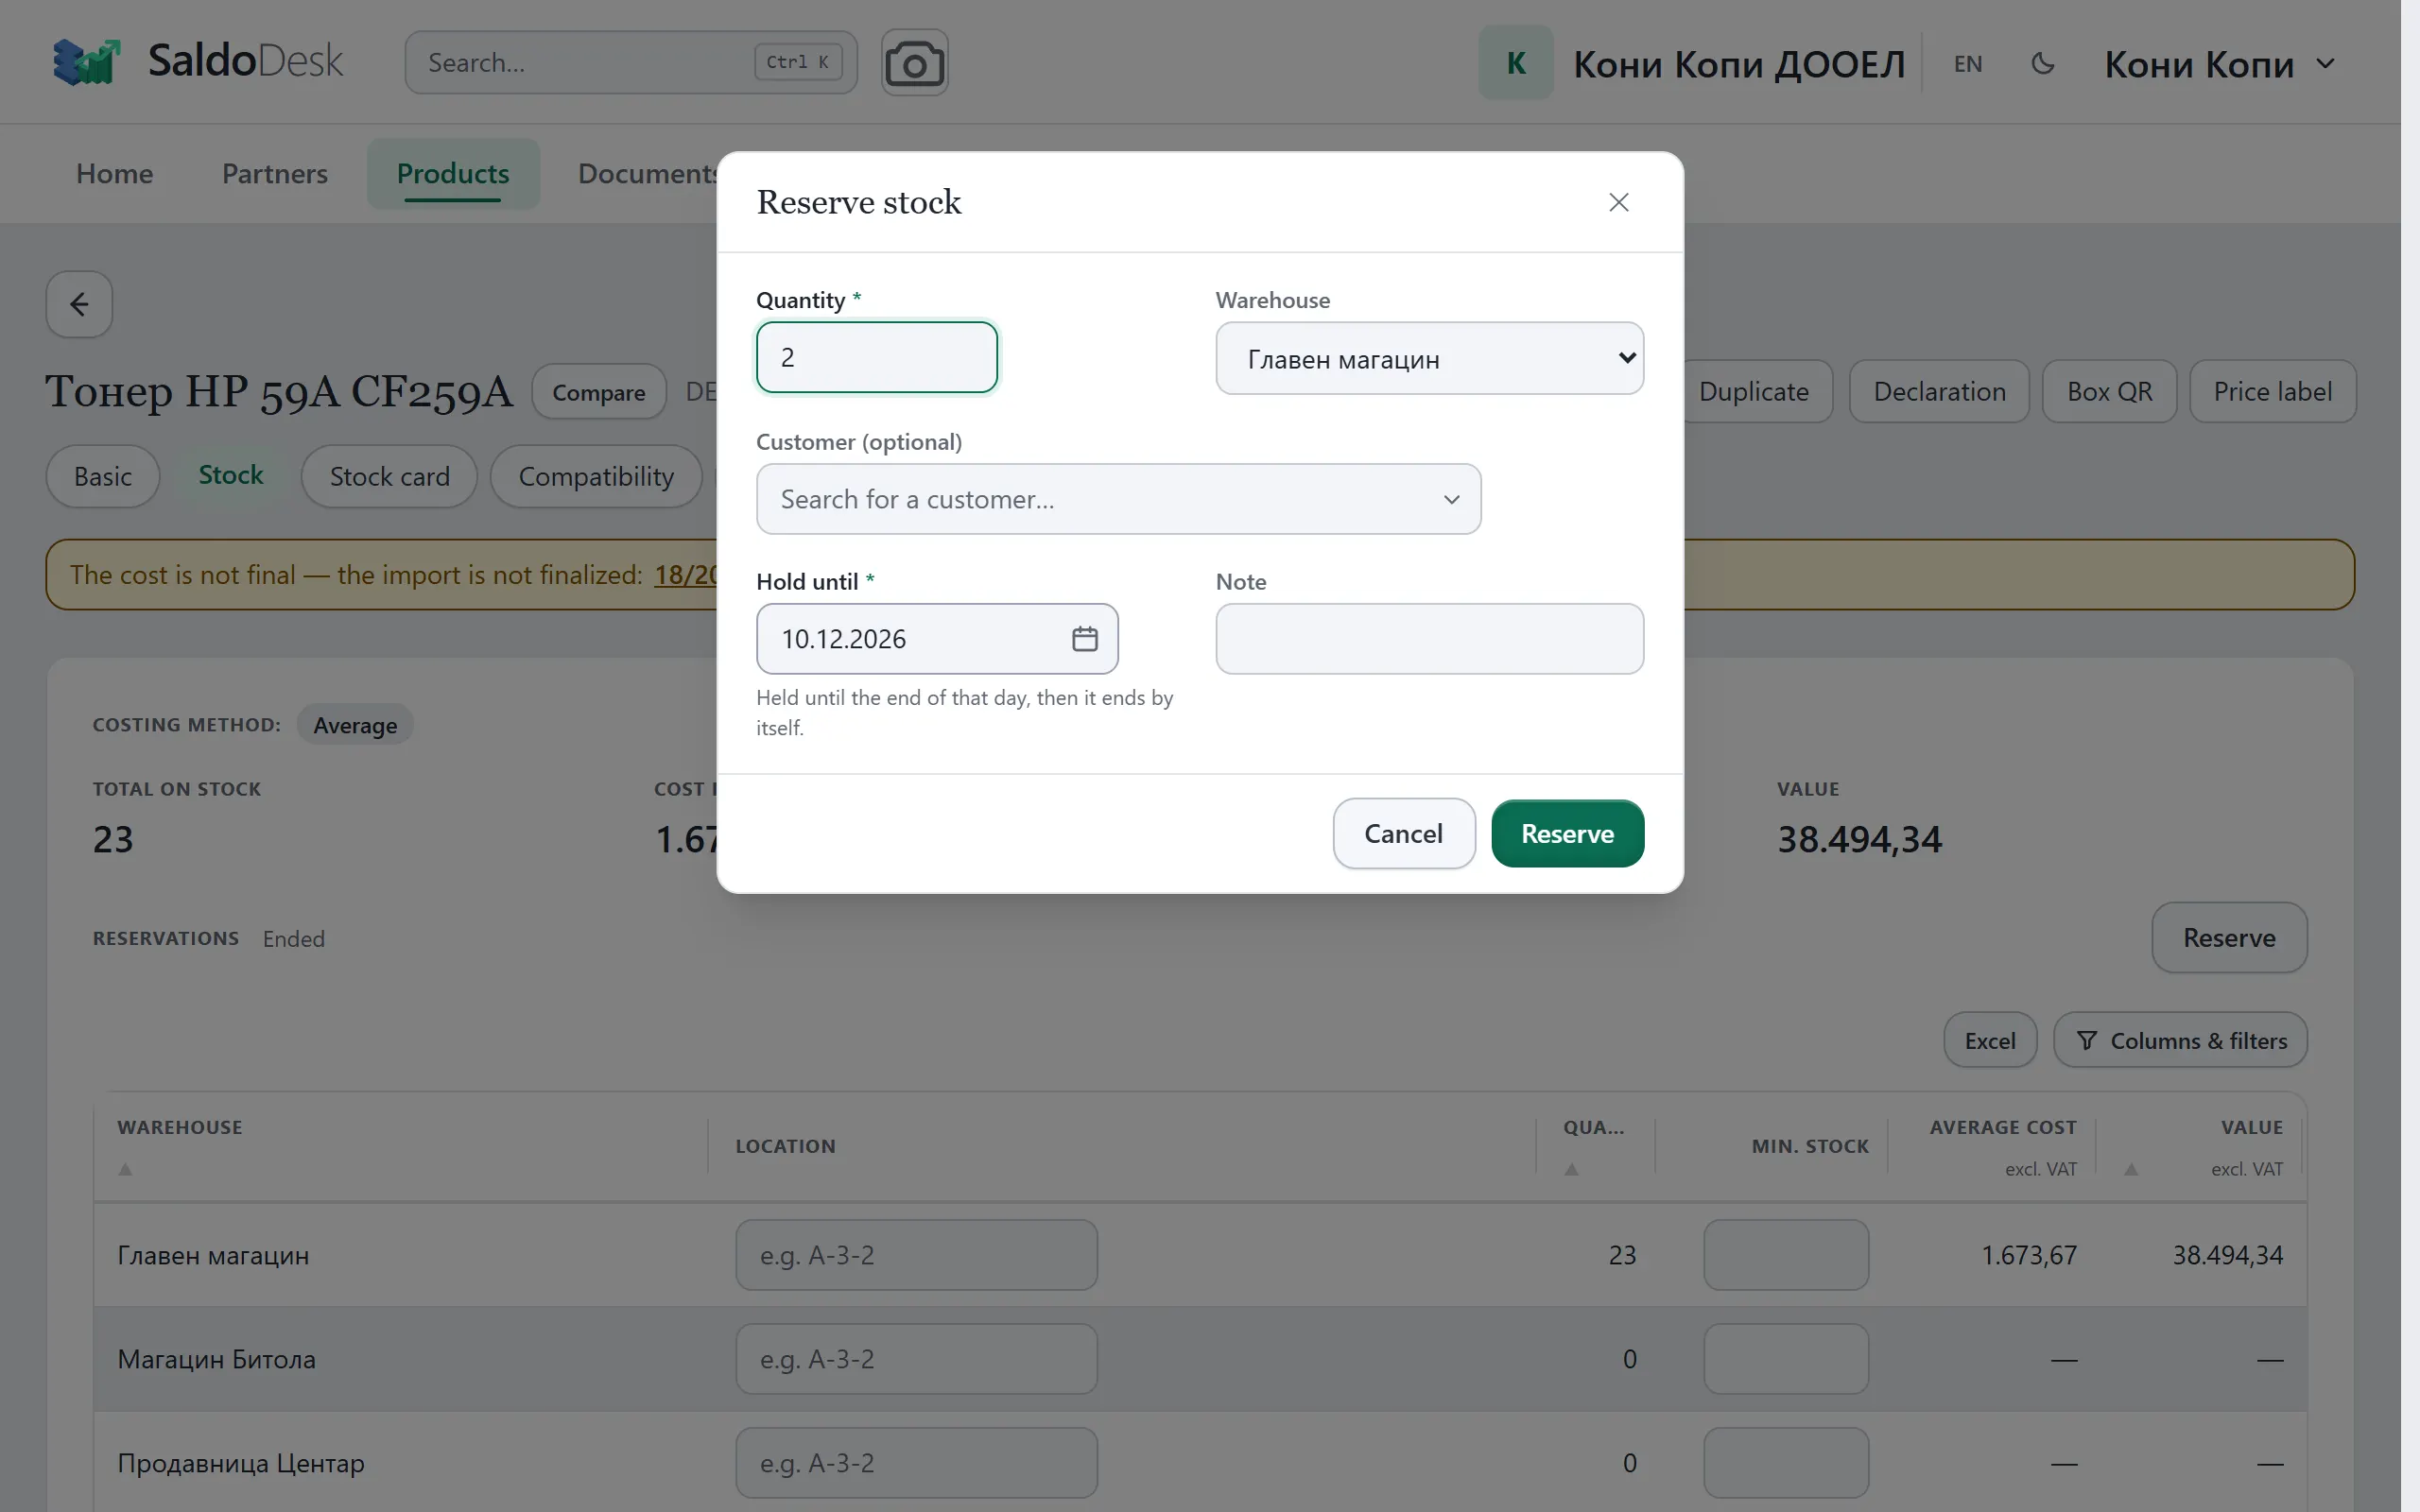 SaldoDesk
Search...
Ctrl K
K
Кони Копи ДООЕЛ
EN
Кони Копи
Home
Partners
Products
Documents
Reserve stock
Quantity *
Warehouse
2
Главен магацин
Customer (optional)
Search for a customer...
Hold until *
Note
10.12.2026
Held until the end of that day, then it ends by
itself.
Cancel
Reserve
Тонер HP 59A CF259A
Compare
Duplicate
Declaration
Box QR
Price label
Basic
Stock
Stock card
Compatibility
The cost is not final — the import is not finalized:
COSTING METHOD:
Average
TOTAL ON STOCK
COST
VALUE
23
38.494,34
RESERVATIONS
Ended
Reserve
Excel
Columns & filters
WAREHOUSE
LOCATION
QUA...
MIN. STOCK
AVERAGE COST
excl. VAT
VALUE
excl. VAT
Главен магацин
e.g. A-3-2
23
1.673,67
38.494,34
Магацин Битола
e.g. A-3-2
0
—
—
Продавница Центар
e.g. A-3-2
0
—
—